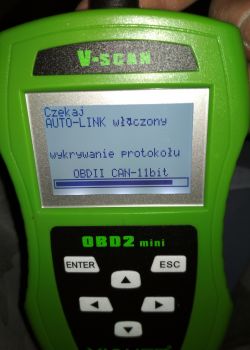 V-SCAN
Czekaj
AUTO-LINK włączony
wykrywanie protokołu
OBDII CAN-11bit
OBD2 mini
ENTER
ESC